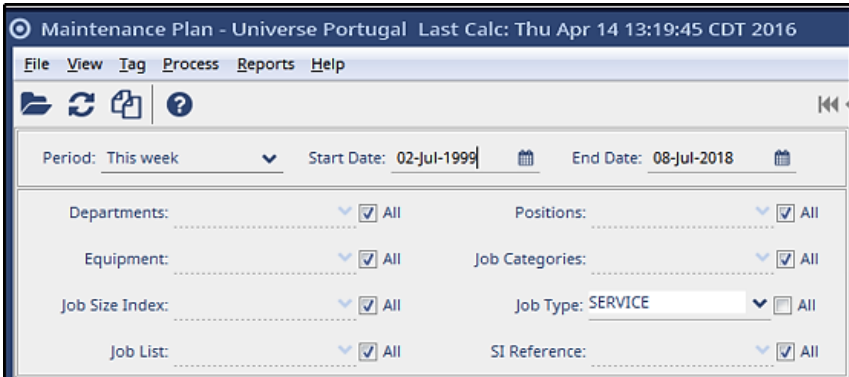 Maintenance Plan - Universe Portugal Last Calc: Thu Apr 14 13:19:45 CDT 2016
File View Tag Process Reports Help
Period: This week Start Date: 02-Jul-1999 End Date: 08-Jul-2018
Departments: All Positions: All
Equipment: All Job Categories: All
Job Size Index: All Job Type: SERVICE All
Job List: All SI Reference: All